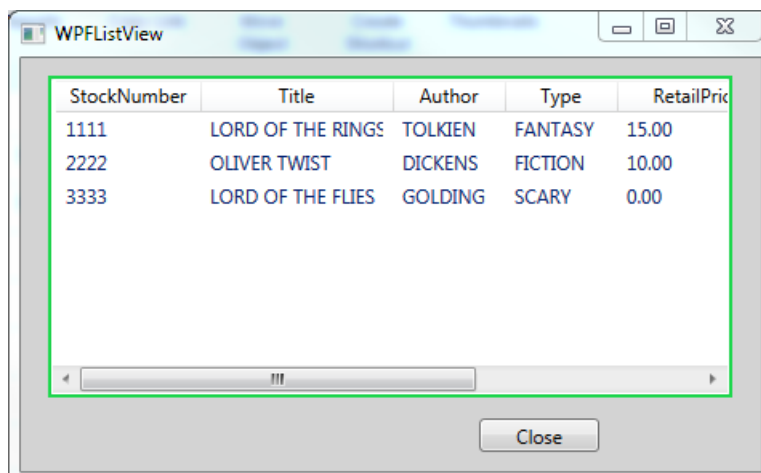 WPFListView
StockNumber Title Author Type RetailPric
1111 LORD OF THE RINGS TOLKIEN FANTASY 15.00
2222 OLIVER TWIST DICKENS FICTION 10.00
3333 LORD OF THE FLIES GOLDING SCARY 0.00
Close